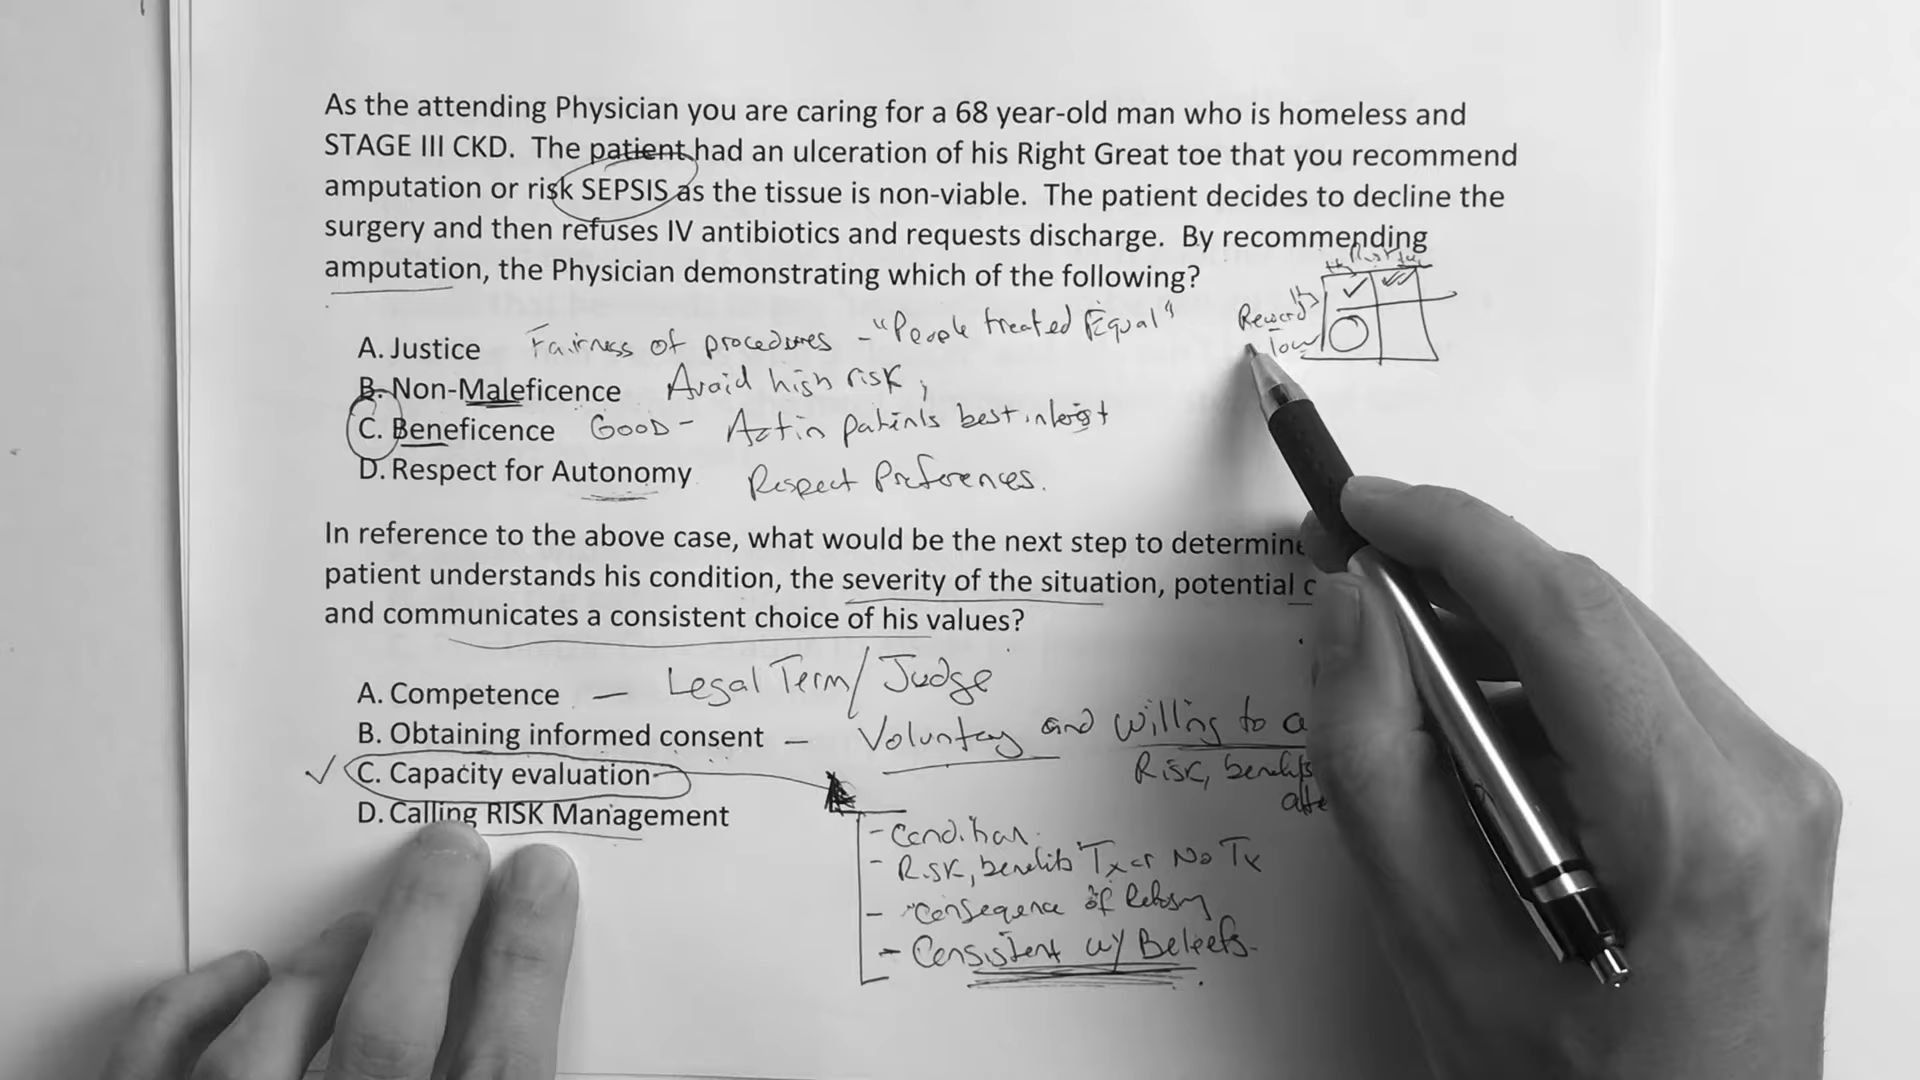 As the attending Physician you are caring for a 68 year-old man who is homeless and
STAGE III CKD. The patient had an ulceration of his Right Great toe that you recommend
amputation or risk SEPSIS as the tissue is non-viable. The patient decides to decline the
surgery and then refuses IV antibiotics and requests discharge. By recommending
amputation, the Physician demonstrating which of the following?
A. Justice Fairness of procedures - "People treated Equal"
Reward
low
B. Non-Maleficence Avoid high risk,
C. Beneficence GOOD - Act in patients best interest
D. Respect for Autonomy Respect Preferences.
In reference to the above case, what would be the next step to determine
patient understands his condition, the severity of the situation, potential c
and communicates a consistent choice of his values?
A. Competence — Legal Term/Judge
B. Obtaining informed consent — Voluntary and willing to a
Risk, benefits
✓ C. Capacity evaluation
D. Calling RISK Management
- Condition.
- Risk, benefits Tx or No Tx
- Consequence of
- Consistent w/ Beliefs.